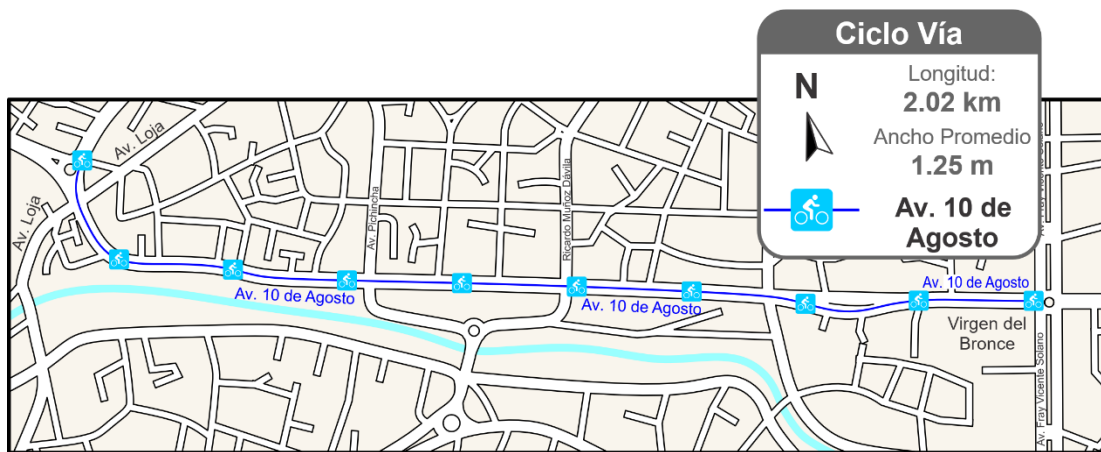 Ciclo Vía
N
Longitud:
2.02 km
Ancho Promedio
1.25 m
Av. 10 de
Agosto
Av. Loja
Av. Loja
Av. Pichincha
Ricardo Muñoz Dávila
Av. Fray Vicente Solano
Av. 10 de Agosto
Av. 10 de Agosto
Av. 10 de Agosto
Virgen del
Bronce
Av. Fray Vicente Solano